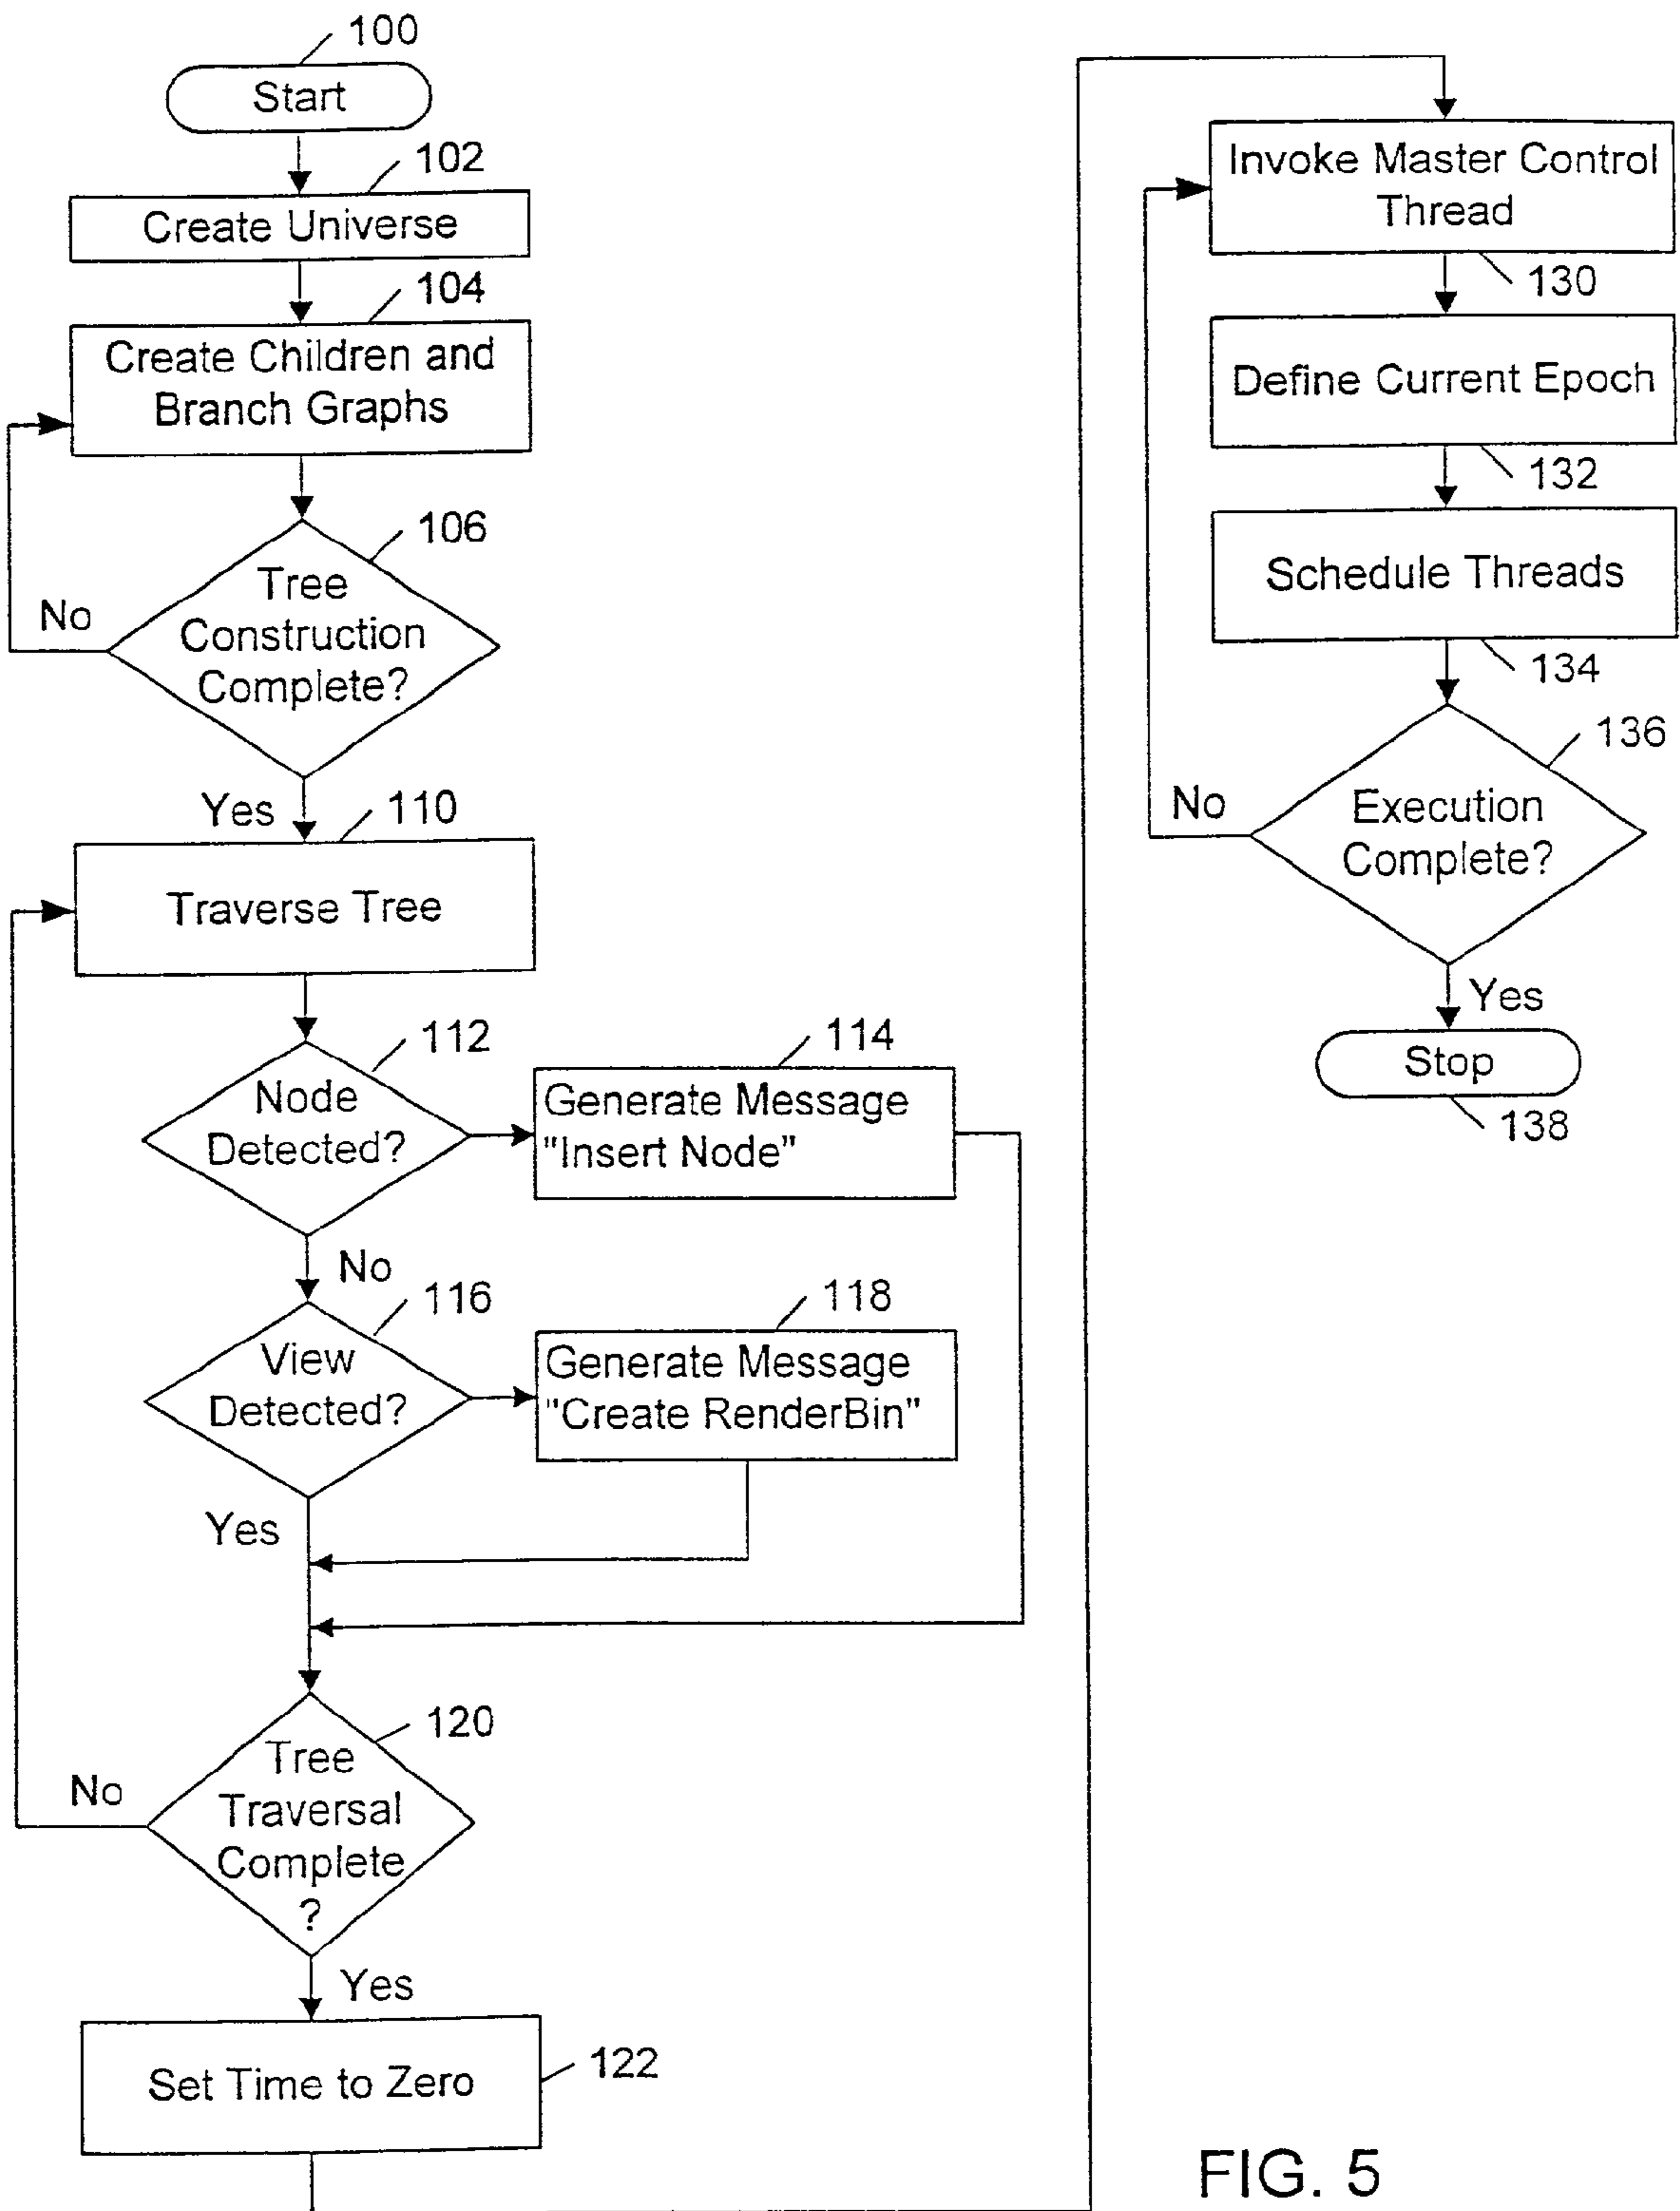 100
Start
102
Create Universe
104
Create Children and
Branch Graphs
106
Tree
Construction
Complete?
No
Yes
110
Traverse Tree
112
Node
Detected?
114
Generate Message
"Insert Node"
No
116
View
Detected?
118
Generate Message
"Create RenderBin"
Yes
120
Tree
Traversal
Complete
?
No
Yes
Set Time to Zero
122
Invoke Master Control
Thread
130
Define Current Epoch
132
Schedule Threads
134
136
Execution
Complete?
No
Yes
Stop
138
FIG. 5